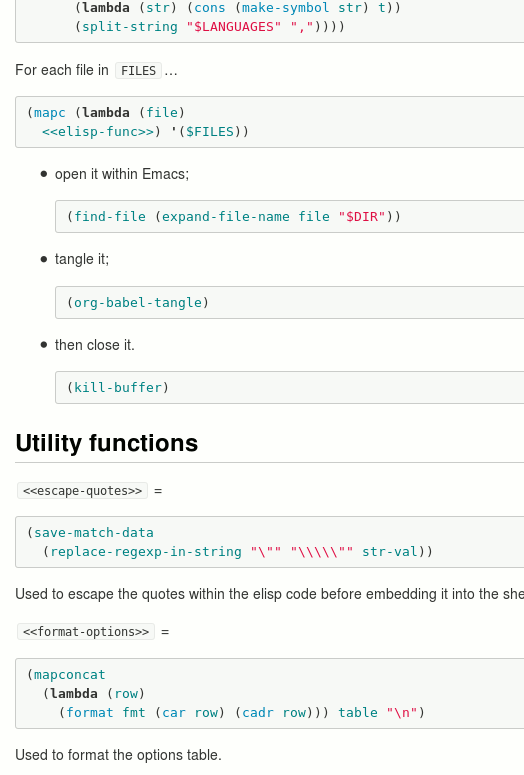 (lambda (str) (cons (make-symbol str) t))
(split-string "$LANGUAGES" ","))))
For each file in FILES …
(mapc (lambda (file)
<<elisp-func>>) '($FILES))
• open it within Emacs;
(find-file (expand-file-name file "$DIR"))
• tangle it;
(org-babel-tangle)
• then close it.
(kill-buffer)
Utility functions
<<escape-quotes>> =
(save-match-data
(replace-regexp-in-string "\"" "\\\\\"" str-val))
Used to escape the quotes within the elisp code before embedding it into the
<<format-options>> =
(mapconcat
(lambda (row)
(format fmt (car row) (cadr row))) table "\n")
Used to format the options table.